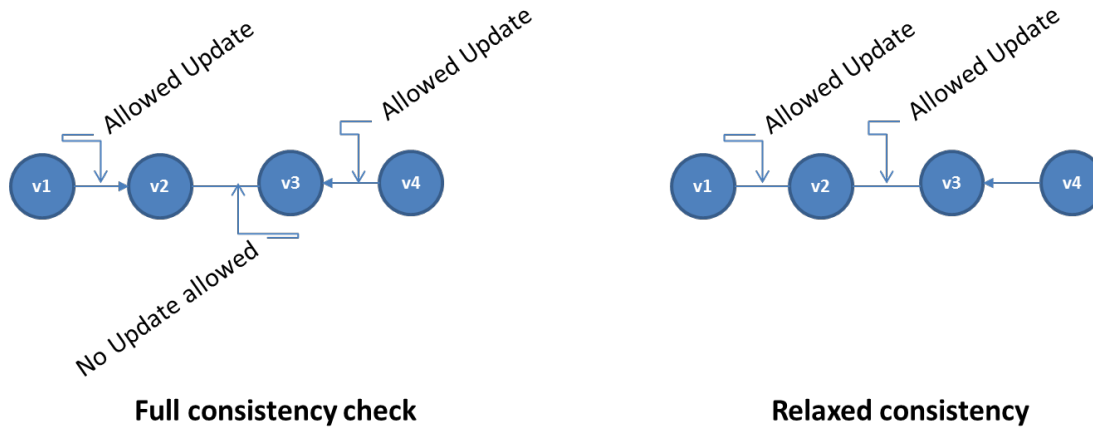 Allowed Update
Allowed Update
v1
v2
v3
v4
No Update allowed
Full consistency check
Allowed Update
Allowed Update
v1
v2
v3
v4
Relaxed consistency